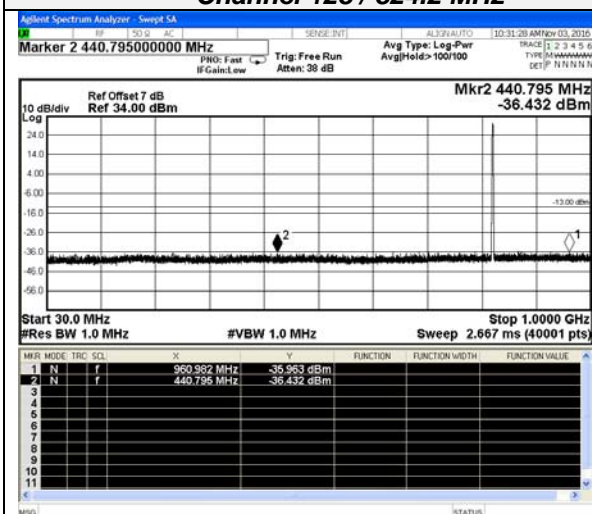 Channel 128 / 824.2 MHz
Agilent Spectrum Analyzer - Swept SA
RF 50 Ω AC SENSE:INT ALIGN AUTO 10:31:28 AM Nov 03, 2016
Marker 2 440.795000000 MHz
PNO: Fast
IFGain:Low
Trig: Free Run
Atten: 38 dB
Avg Type: Log-Pwr
Avg|Hold:> 100/100
TRACE 1 2 3 4 5 6
TYPE MWWWWW
DET P N N N N N
Mkr2 440.795 MHz
-36.432 dBm
Ref Offset 7 dB
10 dB/div Ref 34.00 dBm
Log
24.0
14.0
4.00
-6.00
-13.00 dBm
-16.0
-26.0
2
1
-36.0
-46.0
-56.0
Start 30.0 MHz Stop 1.0000 GHz
#Res BW 1.0 MHz #VBW 1.0 MHz Sweep 2.667 ms (40001 pts)
MKR MODE TRC SCL X Y FUNCTION FUNCTION WIDTH FUNCTION VALUE
1 N f 960.982 MHz -35.963 dBm
2 N f 440.795 MHz -36.432 dBm
3
4
5
6
7
8
9
10
11
MSG STATUS